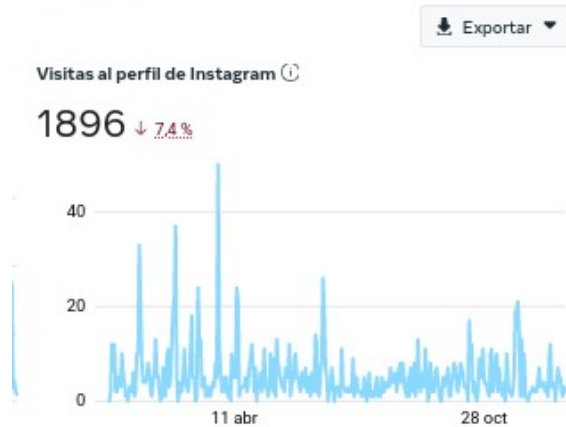 Exportar
Visitas al perfil de Instagram
1896 ↓ 7,4 %
40
20
0
11 abr
28 oct